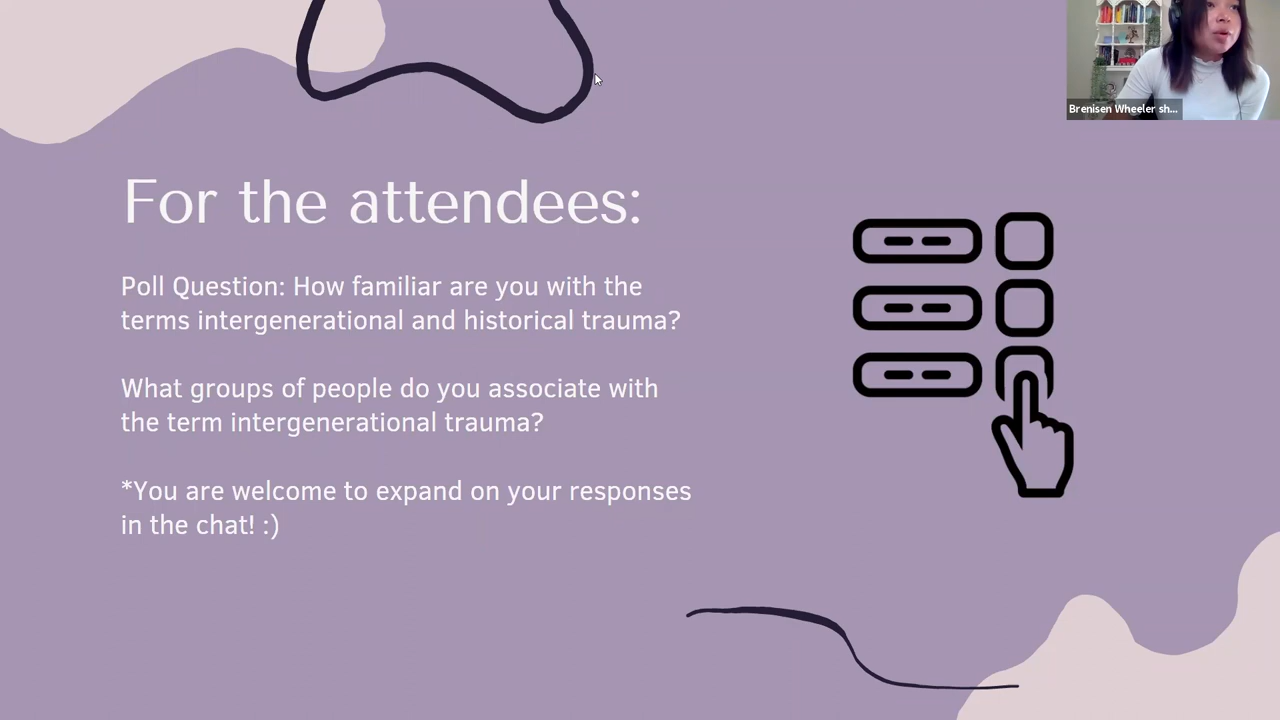 Brenisen Wheeler sh...
For the attendees:
Poll Question: How familiar are you with the
terms intergenerational and historical trauma?
What groups of people do you associate with
the term intergenerational trauma?
*You are welcome to expand on your responses
in the chat! :)